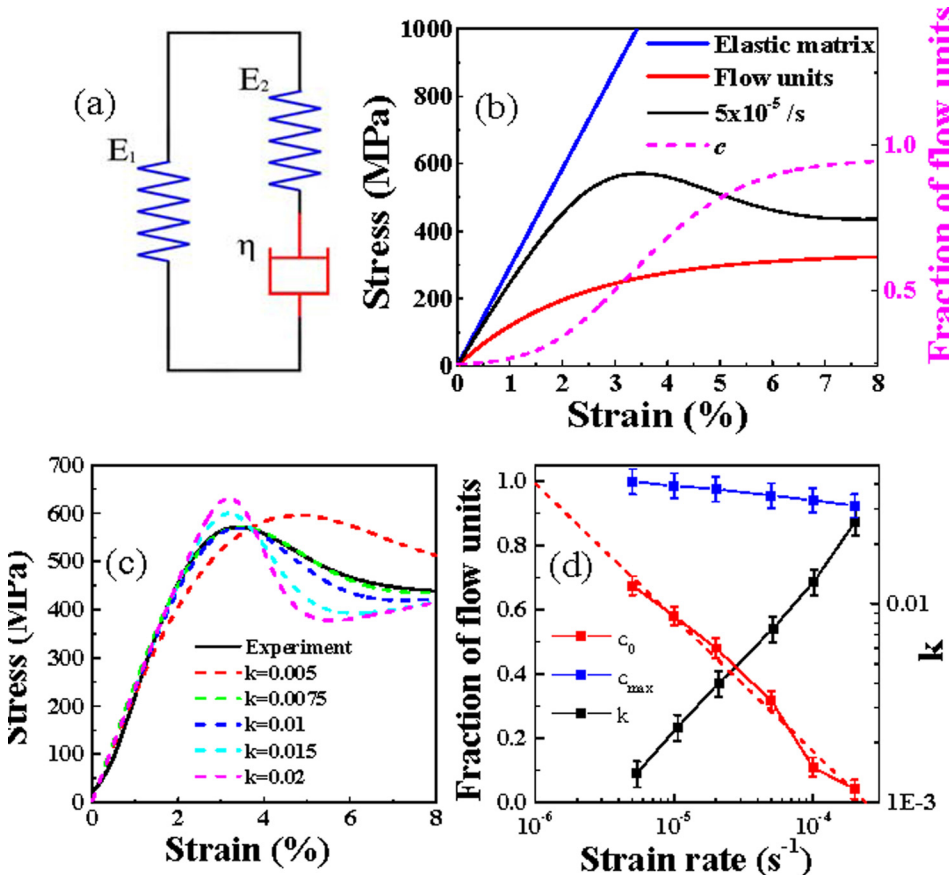 (a)
E1
E2
η
(b)
Stress (MPa)
1000
800
600
400
200
0
0 1 2 3 4 5 6 7 8
Strain (%)
Elastic matrix
Flow units
5x10-5 /s
c
1.0
0.5
Fraction of flow units
(c)
Stress (MPa)
700
600
500
400
300
200
100
0
0 2 4 6 8
Strain (%)
Experiment
k=0.005
k=0.0075
k=0.01
k=0.015
k=0.02
(d)
Fraction of flow units
1.0
0.8
0.6
0.4
0.2
0.0
c0
cmax
k
10-6 10-5 10-4
Strain rate (s-1)
0.01
1E-3
k